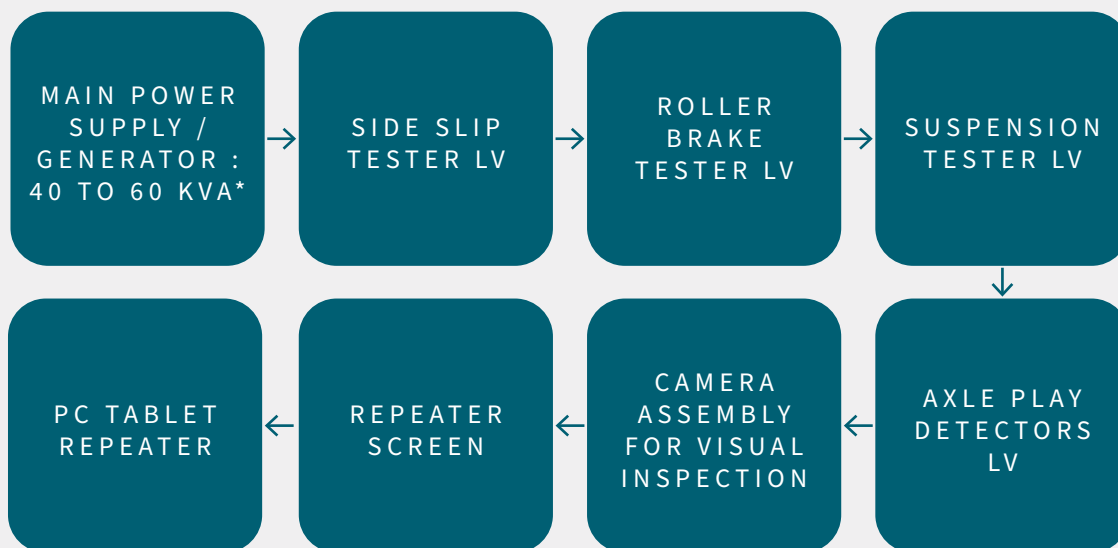 MAIN POWER
SUPPLY /
GENERATOR :
40 TO 60 KVA*
SIDE SLIP
TESTER LV
ROLLER
BRAKE
TESTER LV
SUSPENSION
TESTER LV
AXLE PLAY
DETECTORS
LV
CAMERA
ASSEMBLY
FOR VISUAL
INSPECTION
REPEATER
SCREEN
PC TABLET
REPEATER